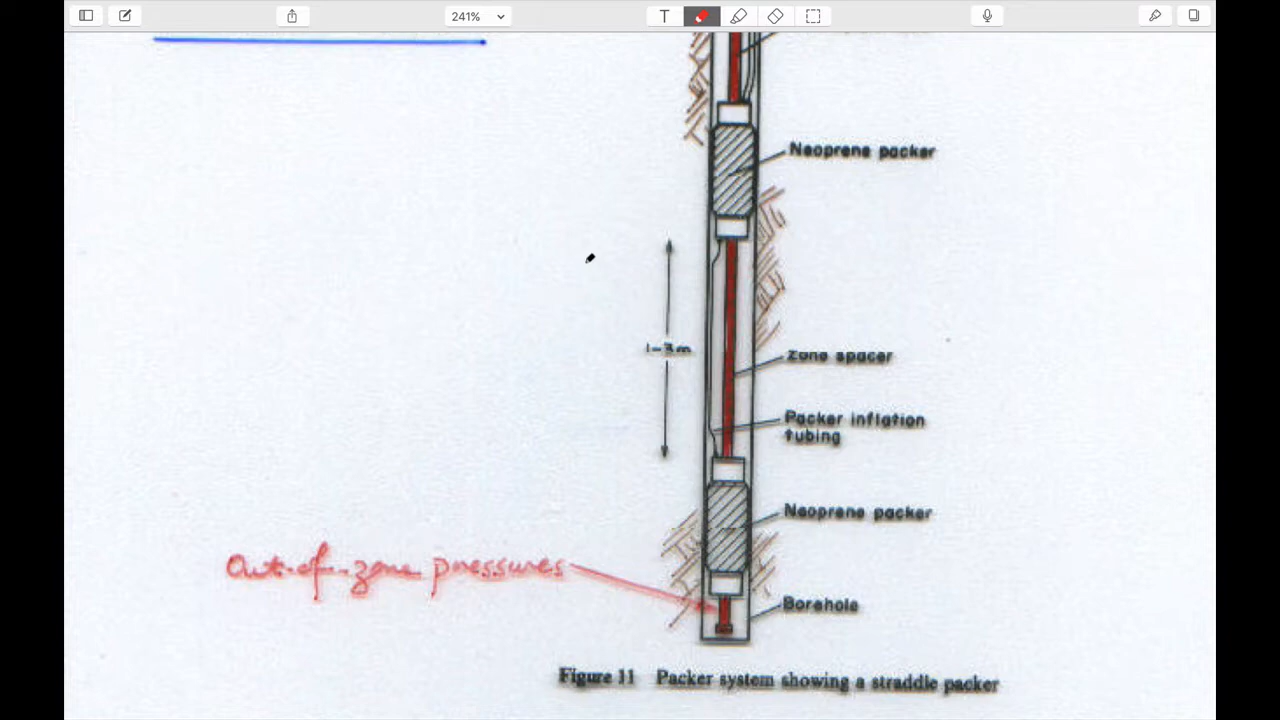 241%
T
Neoprene packer
1-3m
Zone spacer
Packer inflation
tubing
Neoprene packer
Out-of-zone pressures
Borehole
Figure 11 Packer system showing a straddle packer